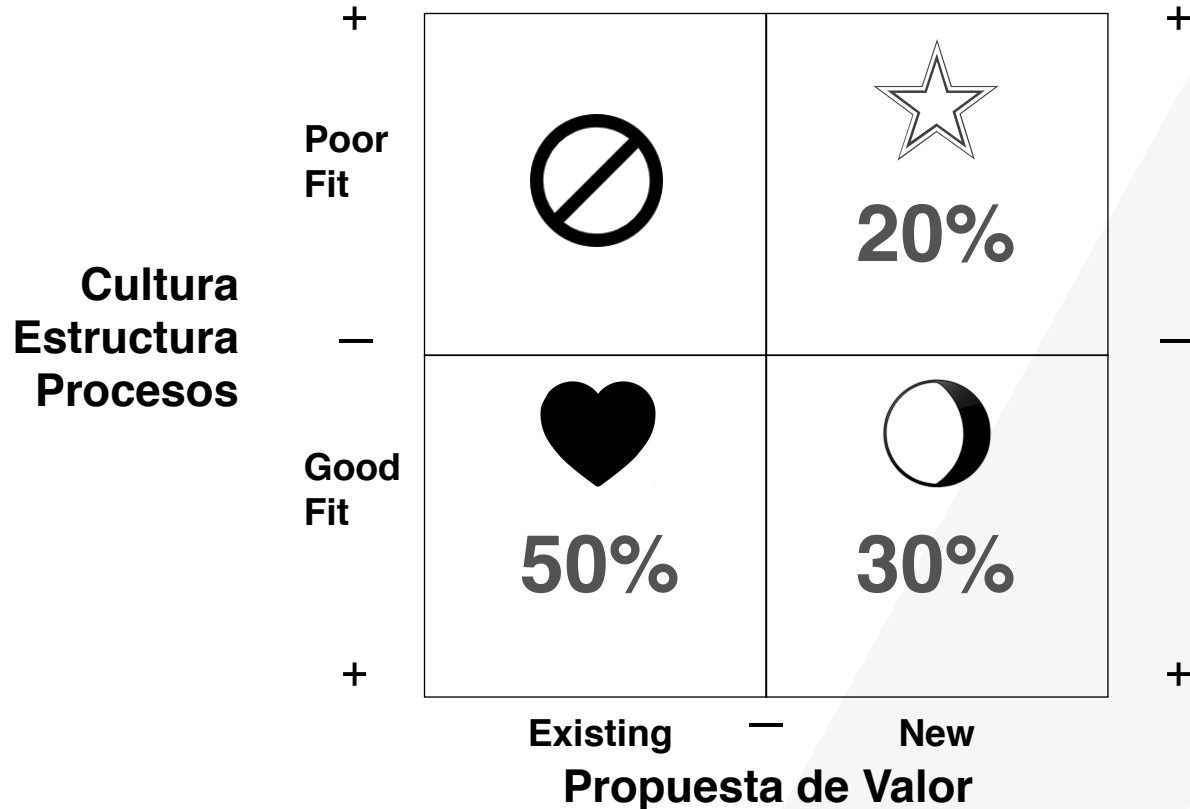 +
+
Poor
Fit
20%
Cultura
Estructura
Procesos
—
—
Good
Fit
50%
30%
+
+
Existing
—
New
Propuesta de Valor